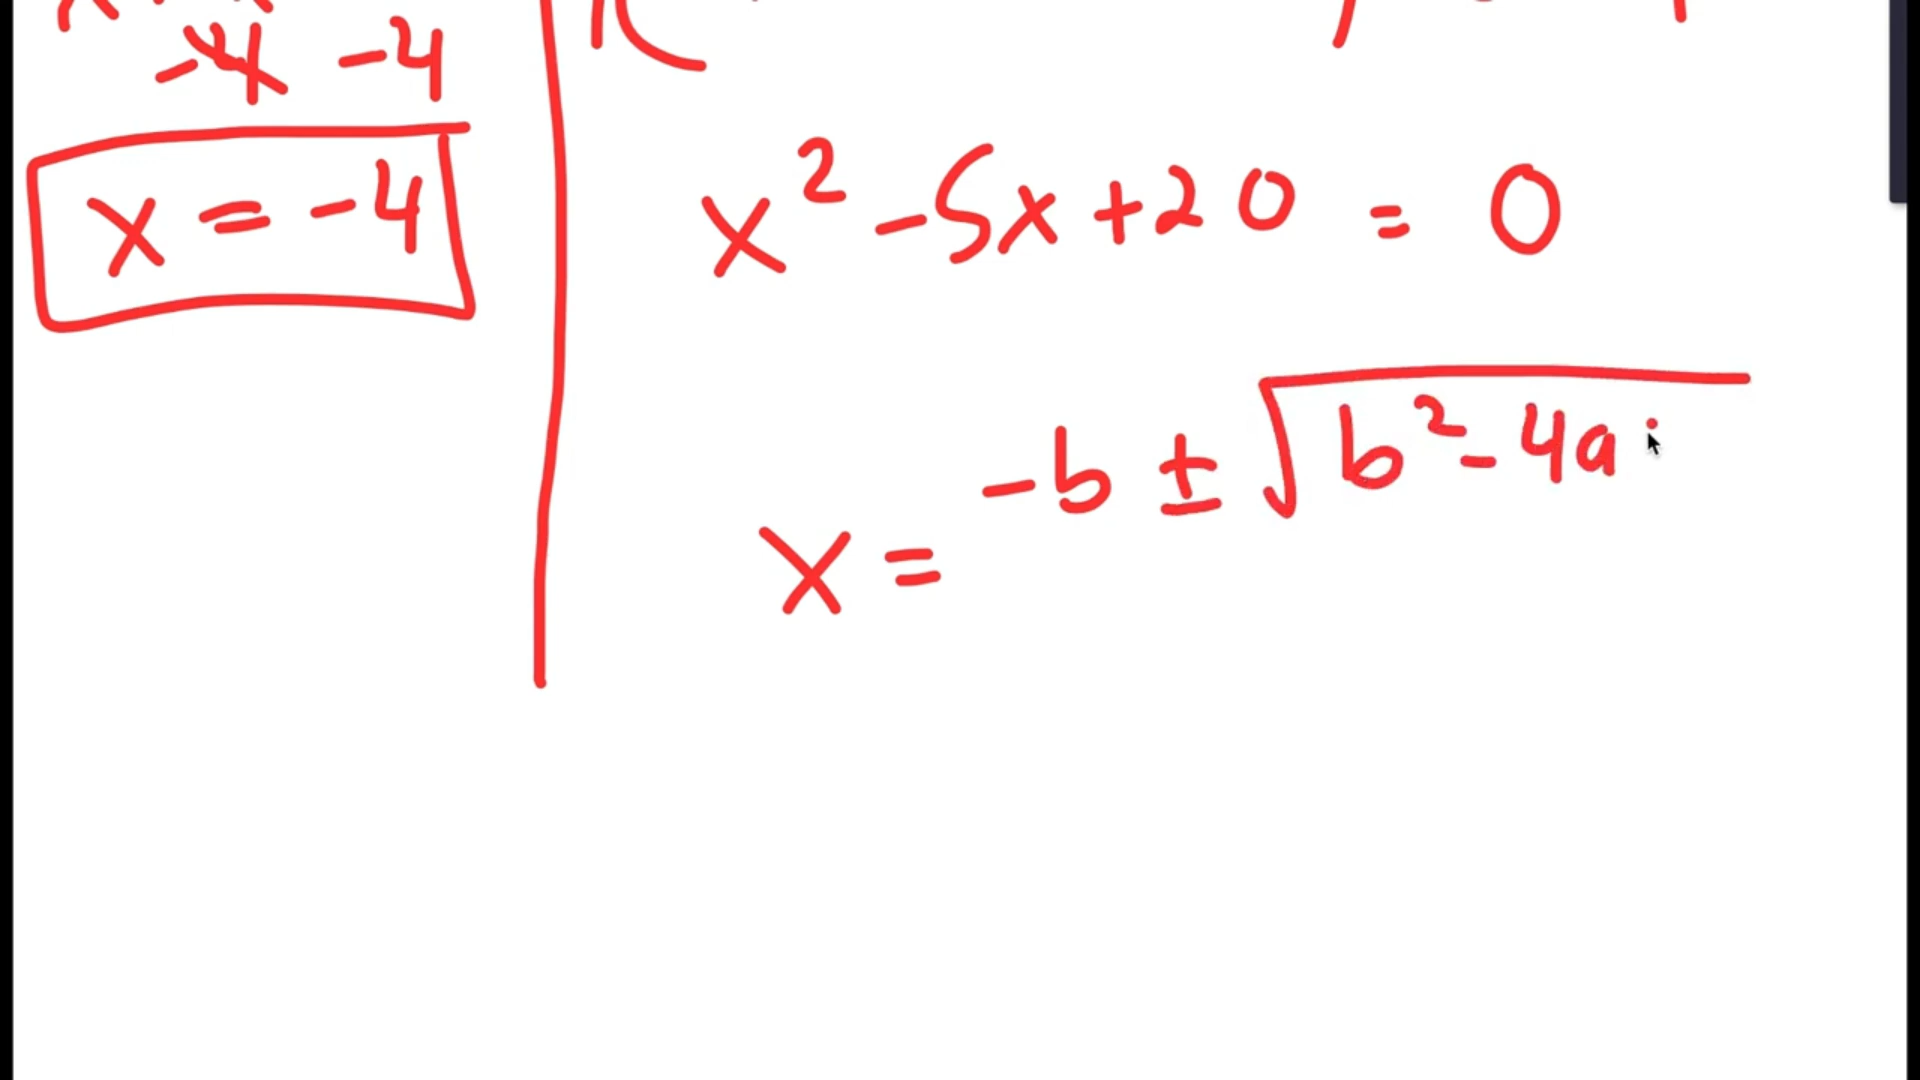 -4 -4
x = -4
x² - 5x + 20 = 0
x = -b ± √b² - 4a